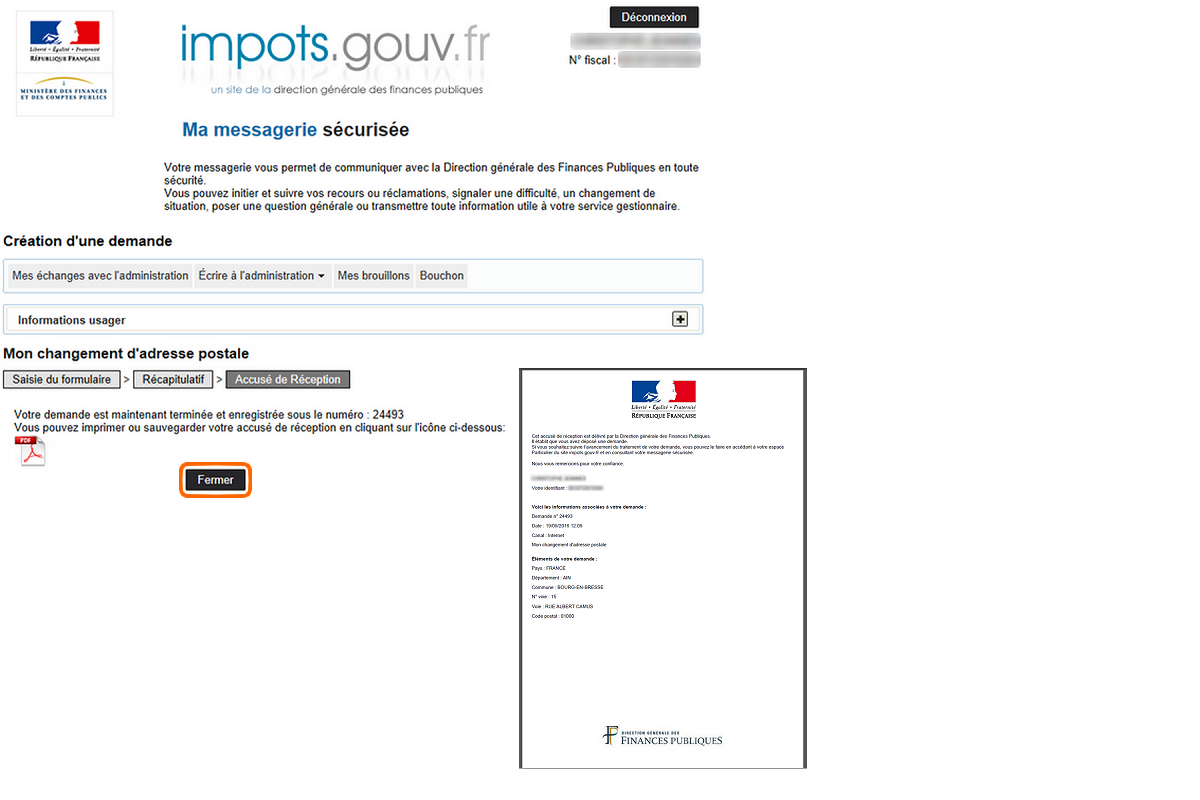 Liberté • Égalité • Fraternité
RÉPUBLIQUE FRANÇAISE
MINISTÈRE DES FINANCES
ET DES COMPTES PUBLICS
impots.gouv.fr
un site de la direction générale des finances publiques
Déconnexion
N° fiscal :
Ma messagerie sécurisée
Votre messagerie vous permet de communiquer avec la Direction générale des Finances Publiques en toute
sécurité.
Vous pouvez initier et suivre vos recours ou réclamations, signaler une difficulté, un changement de
situation, poser une question générale ou transmettre toute information utile à votre service gestionnaire.
Création d'une demande
Mes échanges avec l'administration Écrire à l'administration Mes brouillons Bouchon
Informations usager
Mon changement d'adresse postale
Saisie du formulaire > Récapitulatif > Accusé de Réception
Votre demande est maintenant terminée et enregistrée sous le numéro : 24493
Vous pouvez imprimer ou sauvegarder votre accusé de réception en cliquant sur l'icône ci-dessous:
PDF
Fermer
Liberté • Égalité • Fraternité
RÉPUBLIQUE FRANÇAISE
Cet accusé de réception est délivré par la Direction générale des Finances Publiques.
Il établit que vous avez déposé une demande.
Si vous souhaitez suivre l'avancement du traitement de votre demande, vous pouvez le faire en accédant à votre espace
Particulier du site impots.gouv.fr et en consultant votre messagerie sécurisée.
Nous vous remercions pour votre confiance.
Votre identifiant :
Voici les informations associées à votre demande :
Demande n° 24493
Date : 19/09/2016 12:09
Canal : Internet
Mon changement d'adresse postale
Éléments de votre demande :
Pays : FRANCE
Département : AIN
Commune : BOURG-EN-BRESSE
N° voie : 15
Voie : RUE ALBERT CAMUS
Code postal : 01000
DIRECTION GÉNÉRALE DES
FINANCES PUBLIQUES